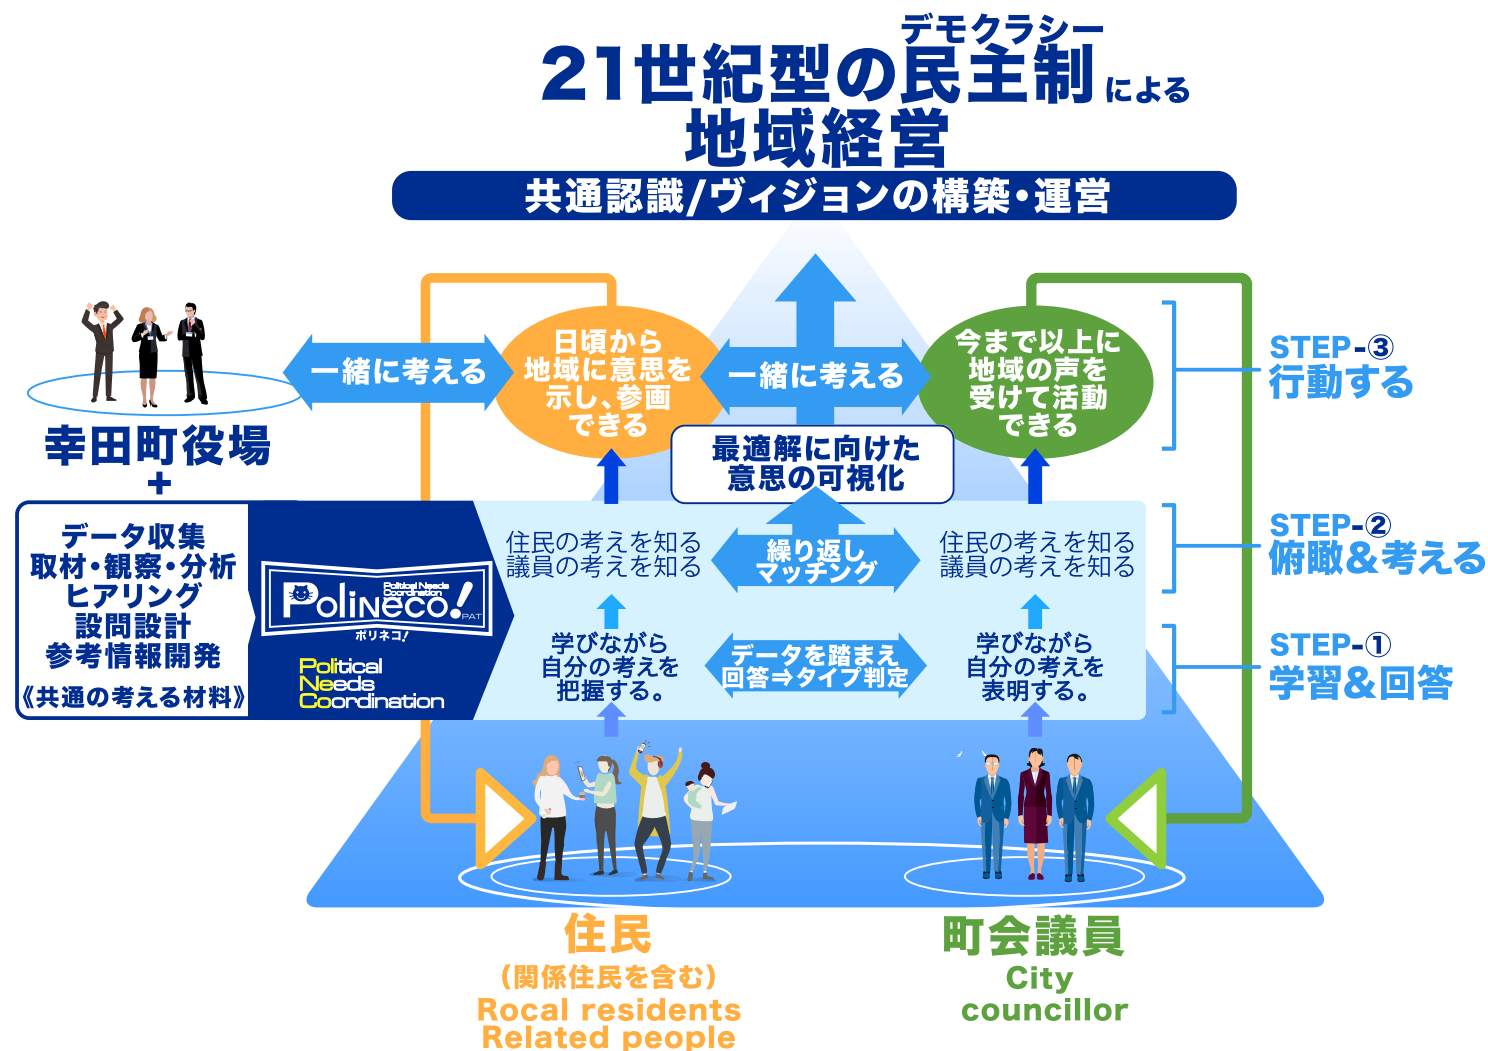 デモクラシー
21世紀型の民主制による
地域経営
共通認識/ヴィジョンの構築・運営
一緒に考える
日頃から
地域に意思を
示し、参画
できる
一緒に考える
今まで以上に
地域の声を
受けて活動
できる
STEP-③
行動する
幸田町役場
+
最適解に向けた
意思の可視化
データ収集
取材・観察・分析
ヒアリング
設問設計
参考情報開発
《共通の考える材料》
Political Needs
Coordination
PoliNeco!
PAT
ポリネコ!
Political
Needs
Coordination
住民の考えを知る
議員の考えを知る
繰り返し
マッチング
住民の考えを知る
議員の考えを知る
STEP-②
俯瞰&考える
学びながら
自分の考えを
把握する。
データを踏まえ
回答⇒タイプ判定
学びながら
自分の考えを
表明する。
STEP-①
学習&回答
住民
(関係住民を含む)
Rocal residents
Related people
町会議員
City
councillor